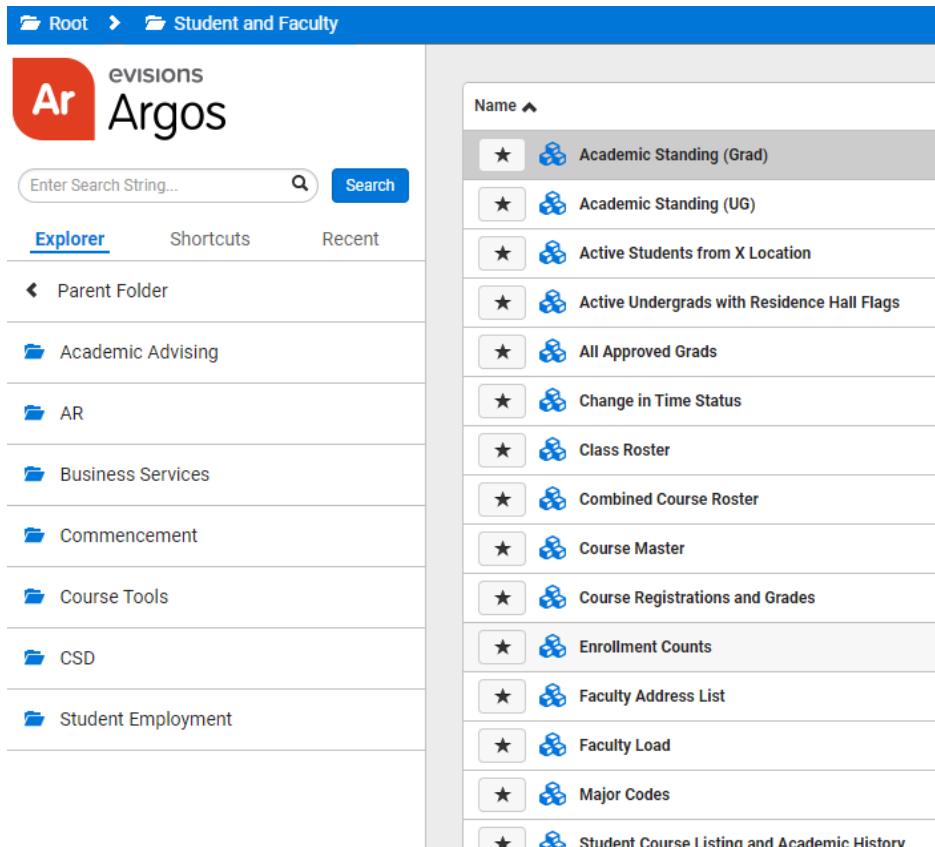 Root
Student and Faculty
Ar
evisions
Argos
Enter Search String...
Search
Explorer
Shortcuts
Recent
Parent Folder
Academic Advising
AR
Business Services
Commencement
Course Tools
CSD
Student Employment
Name
Academic Standing (Grad)
Academic Standing (UG)
Active Students from X Location
Active Undergrads with Residence Hall Flags
All Approved Grads
Change in Time Status
Class Roster
Combined Course Roster
Course Master
Course Registrations and Grades
Enrollment Counts
Faculty Address List
Faculty Load
Major Codes
Student Course Listing and Academic History